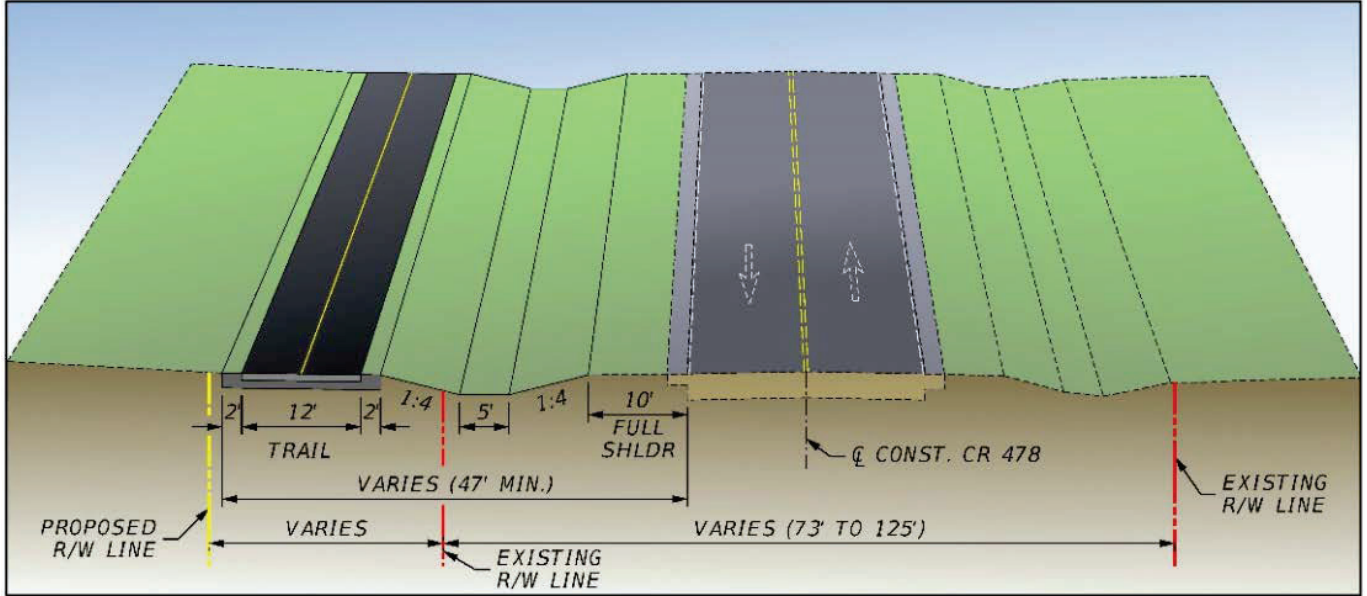 2'
12'
2'
1:4
5'
1:4
10'
TRAIL
FULL
SHLDR
℄ CONST. CR 478
VARIES (47' MIN.)
EXISTING
R/W LINE
PROPOSED
R/W LINE
VARIES
VARIES (73' TO 125')
EXISTING
R/W LINE